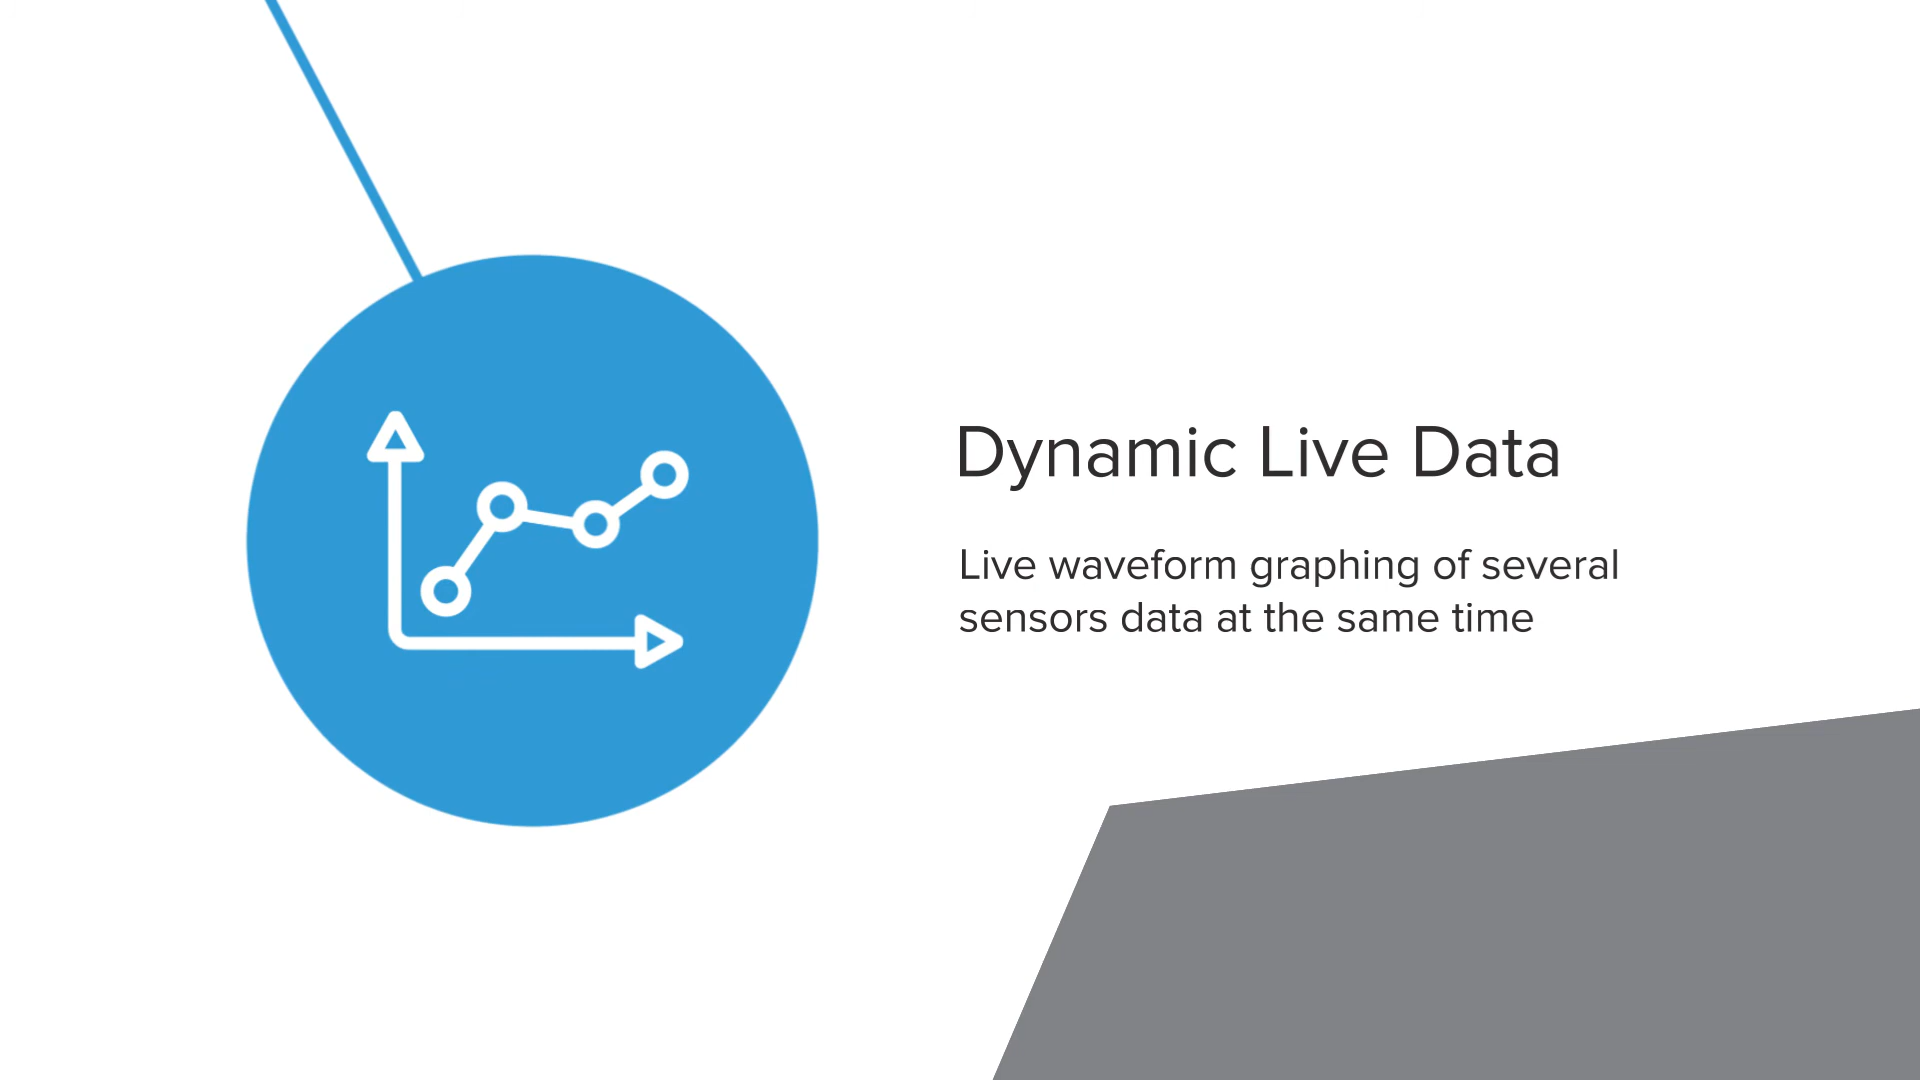 Dynamic Live Data
Live waveform graphing of several
sensors data at the same time